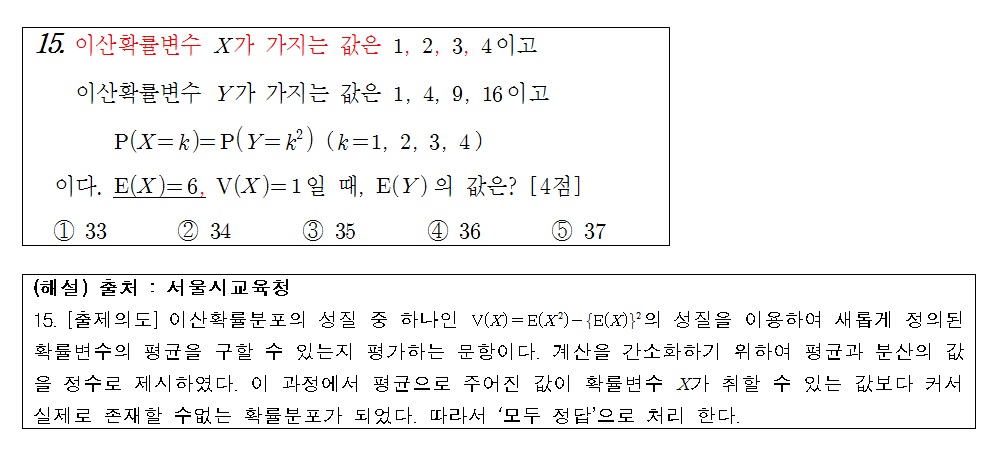 15. 이산확률변수 X가 가지는 값은 1, 2, 3, 4이고
이산확률변수 Y가 가지는 값은 1, 4, 9, 16이고
P(X=k)=P(Y=k²) (k=1, 2, 3, 4)
이다. E(X)=6, V(X)=1일 때, E(Y)의 값은? [4점]
① 33 ② 34 ③ 35 ④ 36 ⑤ 37
(해설) 출처 : 서울시교육청
15. [출제의도] 이산확률분포의 성질 중 하나인 V(X)=E(X²)-{E(X)}²의 성질을 이용하여 새롭게 정의된
확률변수의 평균을 구할 수 있는지 평가하는 문항이다. 계산을 간소화하기 위하여 평균과 분산의 값
을 정수로 제시하였다. 이 과정에서 평균으로 주어진 값이 확률변수 X가 취할 수 있는 값보다 커서
실제로 존재할 수없는 확률분포가 되었다. 따라서 ‘모두 정답’으로 처리 한다.